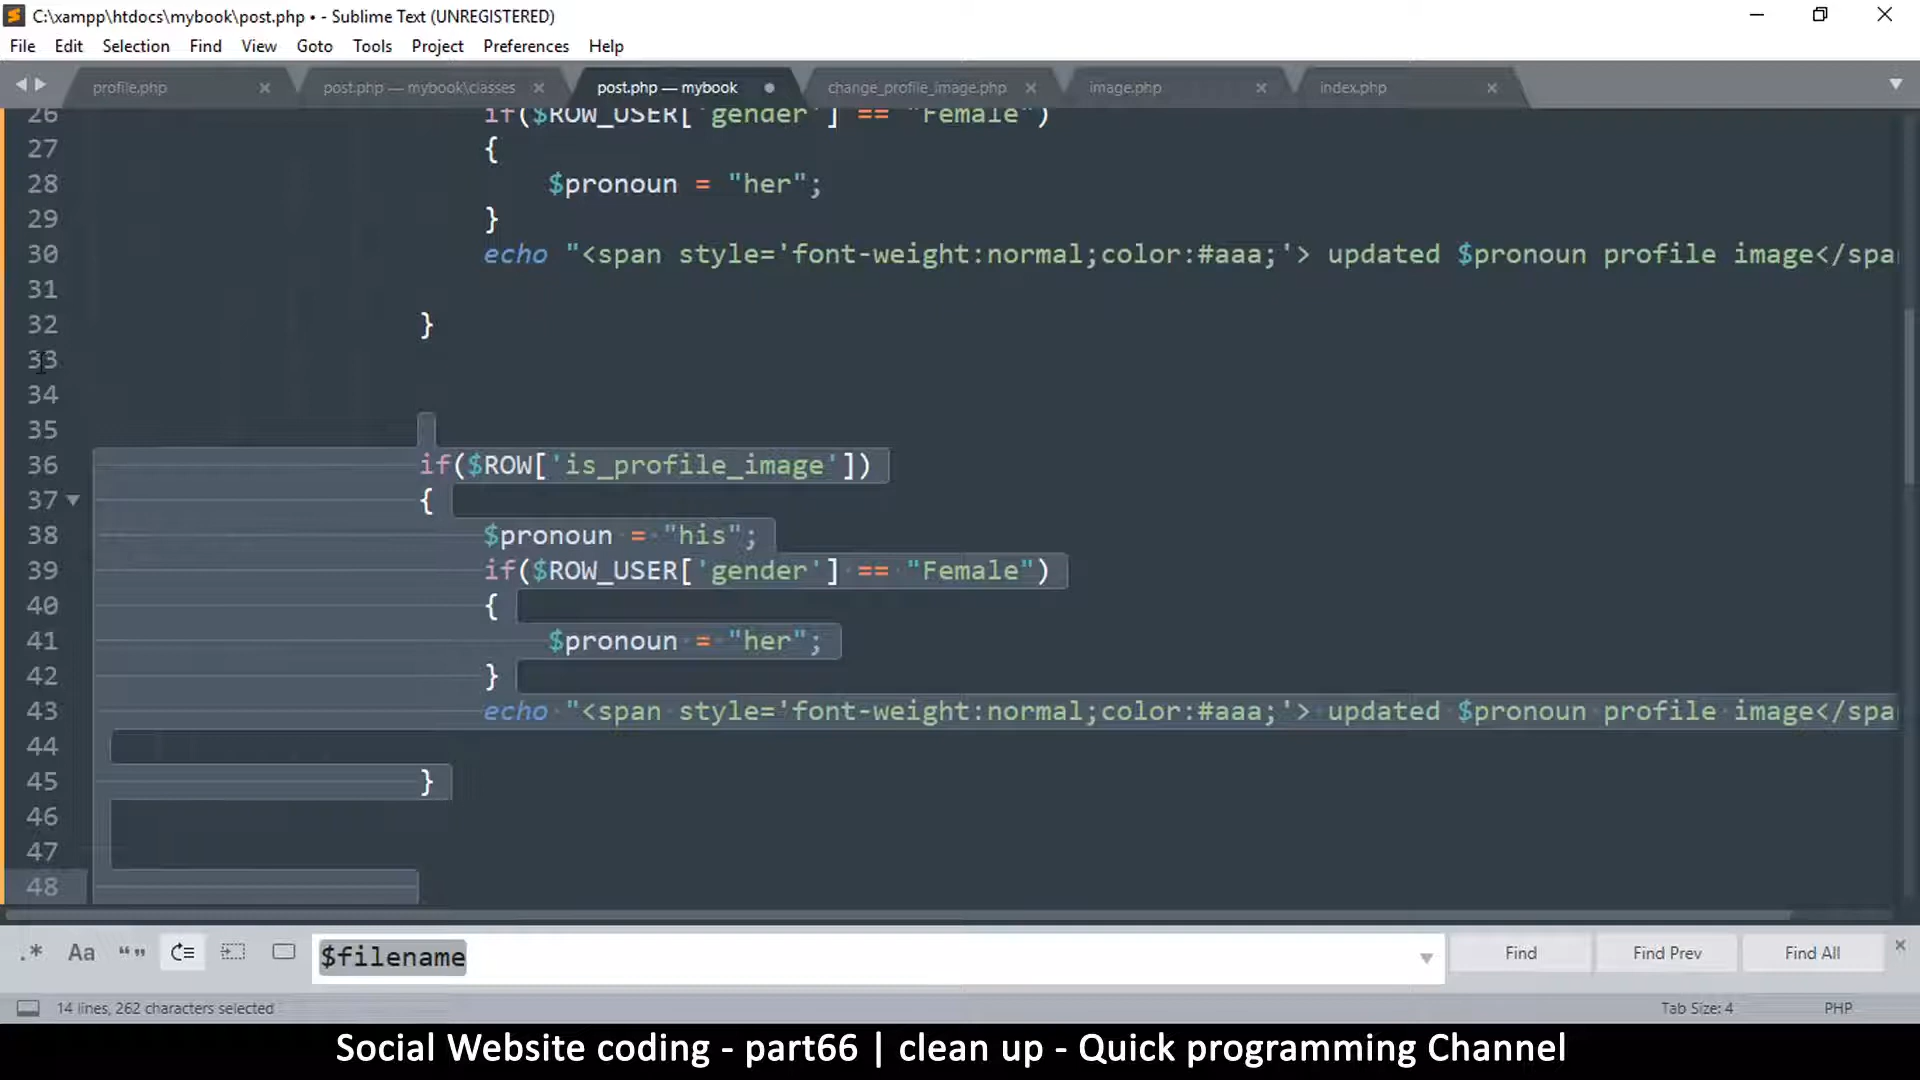 C:\xampp\htdocs\mybook\post.php • - Sublime Text (UNREGISTERED)
File Edit Selection Find View Goto Tools Project Preferences Help
profile.php post.php — mybook\classes post.php — mybook change_profile_image.php image.php index.php
26 if($ROW_USER['gender'] == "Female")
27 {
28 $pronoun = "her";
29 }
30 echo "<span style='font-weight:normal;color:#aaa;'> updated $pronoun profile image</spa
31
32 }
33
34
35
36 if($ROW['is_profile_image'])
37 {
38 $pronoun = "his";
39 if($ROW_USER['gender'] == "Female")
40 {
41 $pronoun = "her";
42 }
43 echo "<span style='font-weight:normal;color:#aaa;'> updated $pronoun profile image</spa
44
45 }
46
47
48
.* Aa “” $filename Find Find Prev Find All
14 lines, 262 characters selected Tab Size: 4 PHP
Social Website coding - part66 | clean up - Quick programming Channel